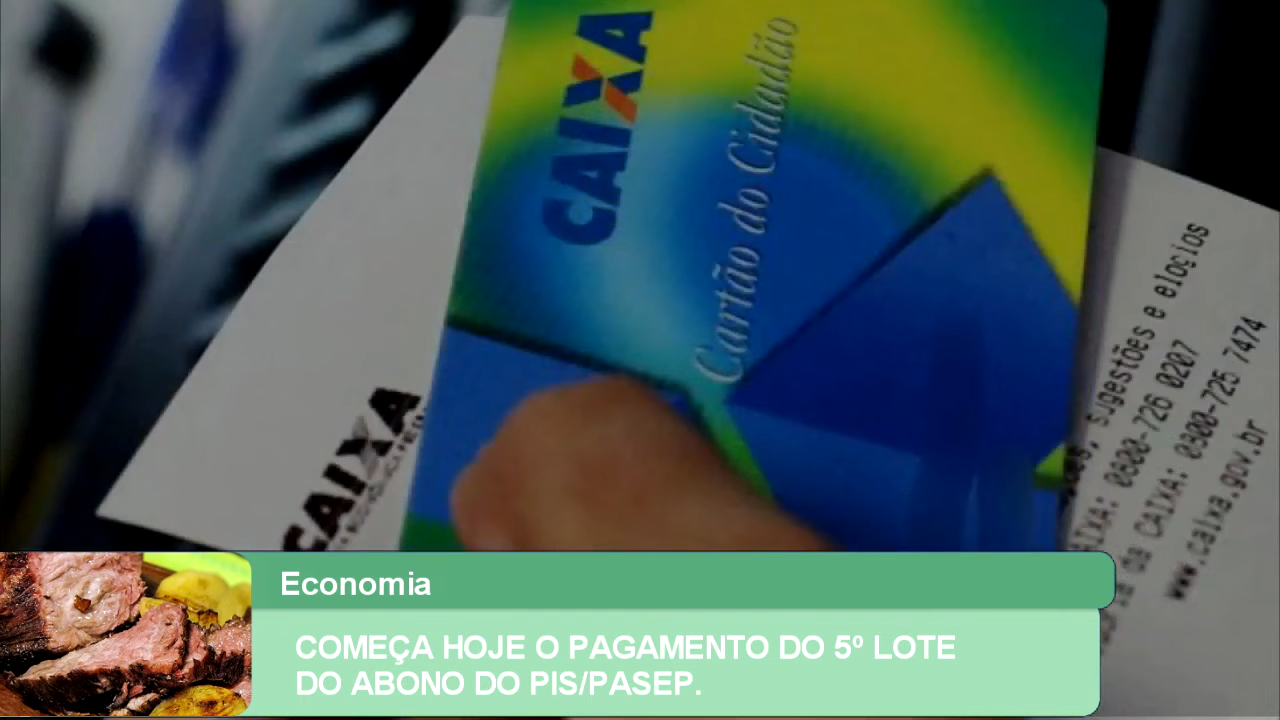 CAIXA
Cartão do Cidadão
CAIXA
sugestões e elogios
CAIXA: 0800-726 0207
da CAIXA: 0800-725 7474
www.caixa.gov.br
Economia
COMEÇA HOJE O PAGAMENTO DO 5º LOTE
DO ABONO DO PIS/PASEP.